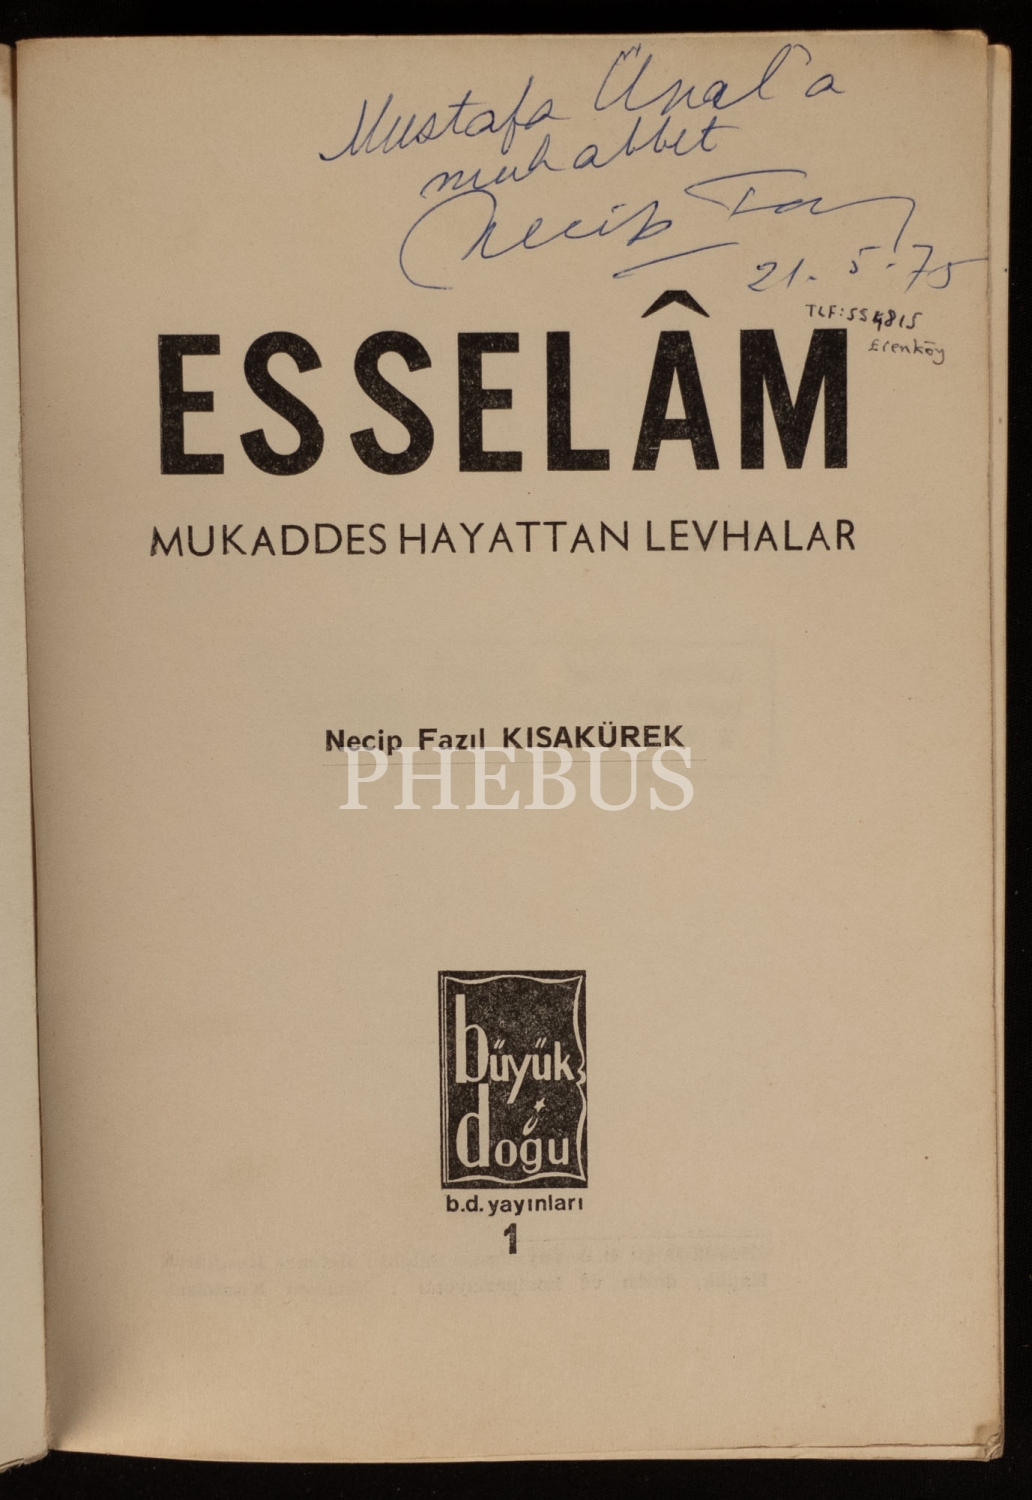 Mustafa Ünal'a
muhabbet
Necip Faz
21.5.75
TLF:554815
Erenköy
ESSELÂM
MUKADDES HAYATTAN LEVHALAR
Necip Fazıl KISAKÜREK
PHEBUS
büyük
doğu
b.d. yayınları
1